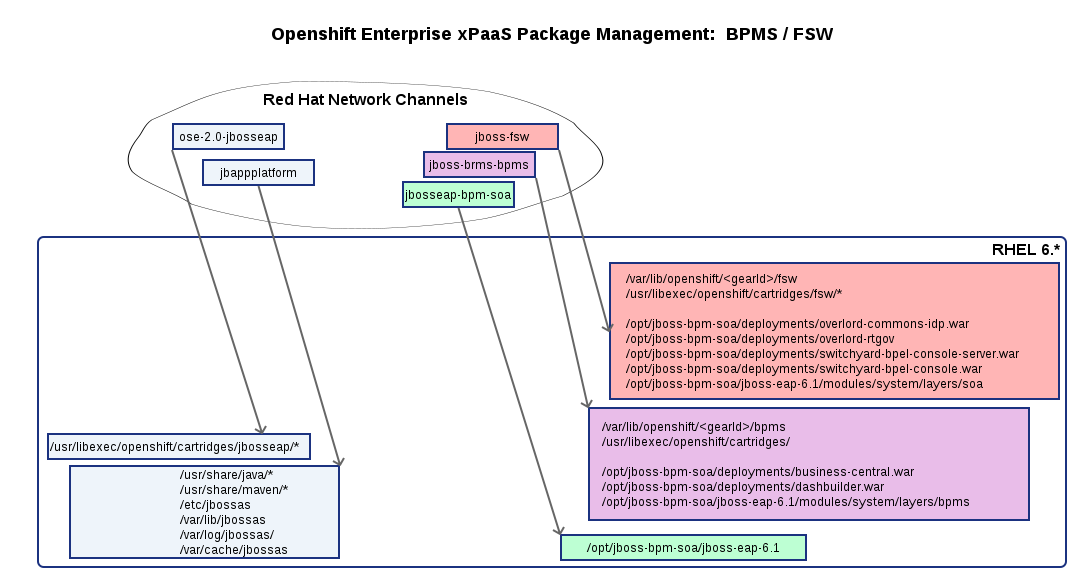 Openshift Enterprise xPaaS Package Management:  BPMS / FSW
Red Hat Network Channels
ose-2.0-jbosseap
jbappplatform
jboss-fsw
jboss-brms-bpms
jbosseap-bpm-soa
RHEL 6.*
/var/lib/openshift/<gearId>/fsw
/usr/libexec/openshift/cartridges/fsw/*
/opt/jboss-bpm-soa/deployments/overlord-commons-idp.war
/opt/jboss-bpm-soa/deployments/overlord-rtgov
/opt/jboss-bpm-soa/deployments/switchyard-bpel-console-server.war
/opt/jboss-bpm-soa/deployments/switchyard-bpel-console.war
/opt/jboss-bpm-soa/jboss-eap-6.1/modules/system/layers/soa
/var/lib/openshift/<gearId>/bpms
/usr/libexec/openshift/cartridges/
/opt/jboss-bpm-soa/deployments/business-central.war
/opt/jboss-bpm-soa/deployments/dashbuilder.war
/opt/jboss-bpm-soa/jboss-eap-6.1/modules/system/layers/bpms
/usr/libexec/openshift/cartridges/jbosseap/*
/usr/share/java/*
/usr/share/maven/*
/etc/jbossas
/var/lib/jbossas
/var/log/jbossas/
/var/cache/jbossas
/opt/jboss-bpm-soa/jboss-eap-6.1